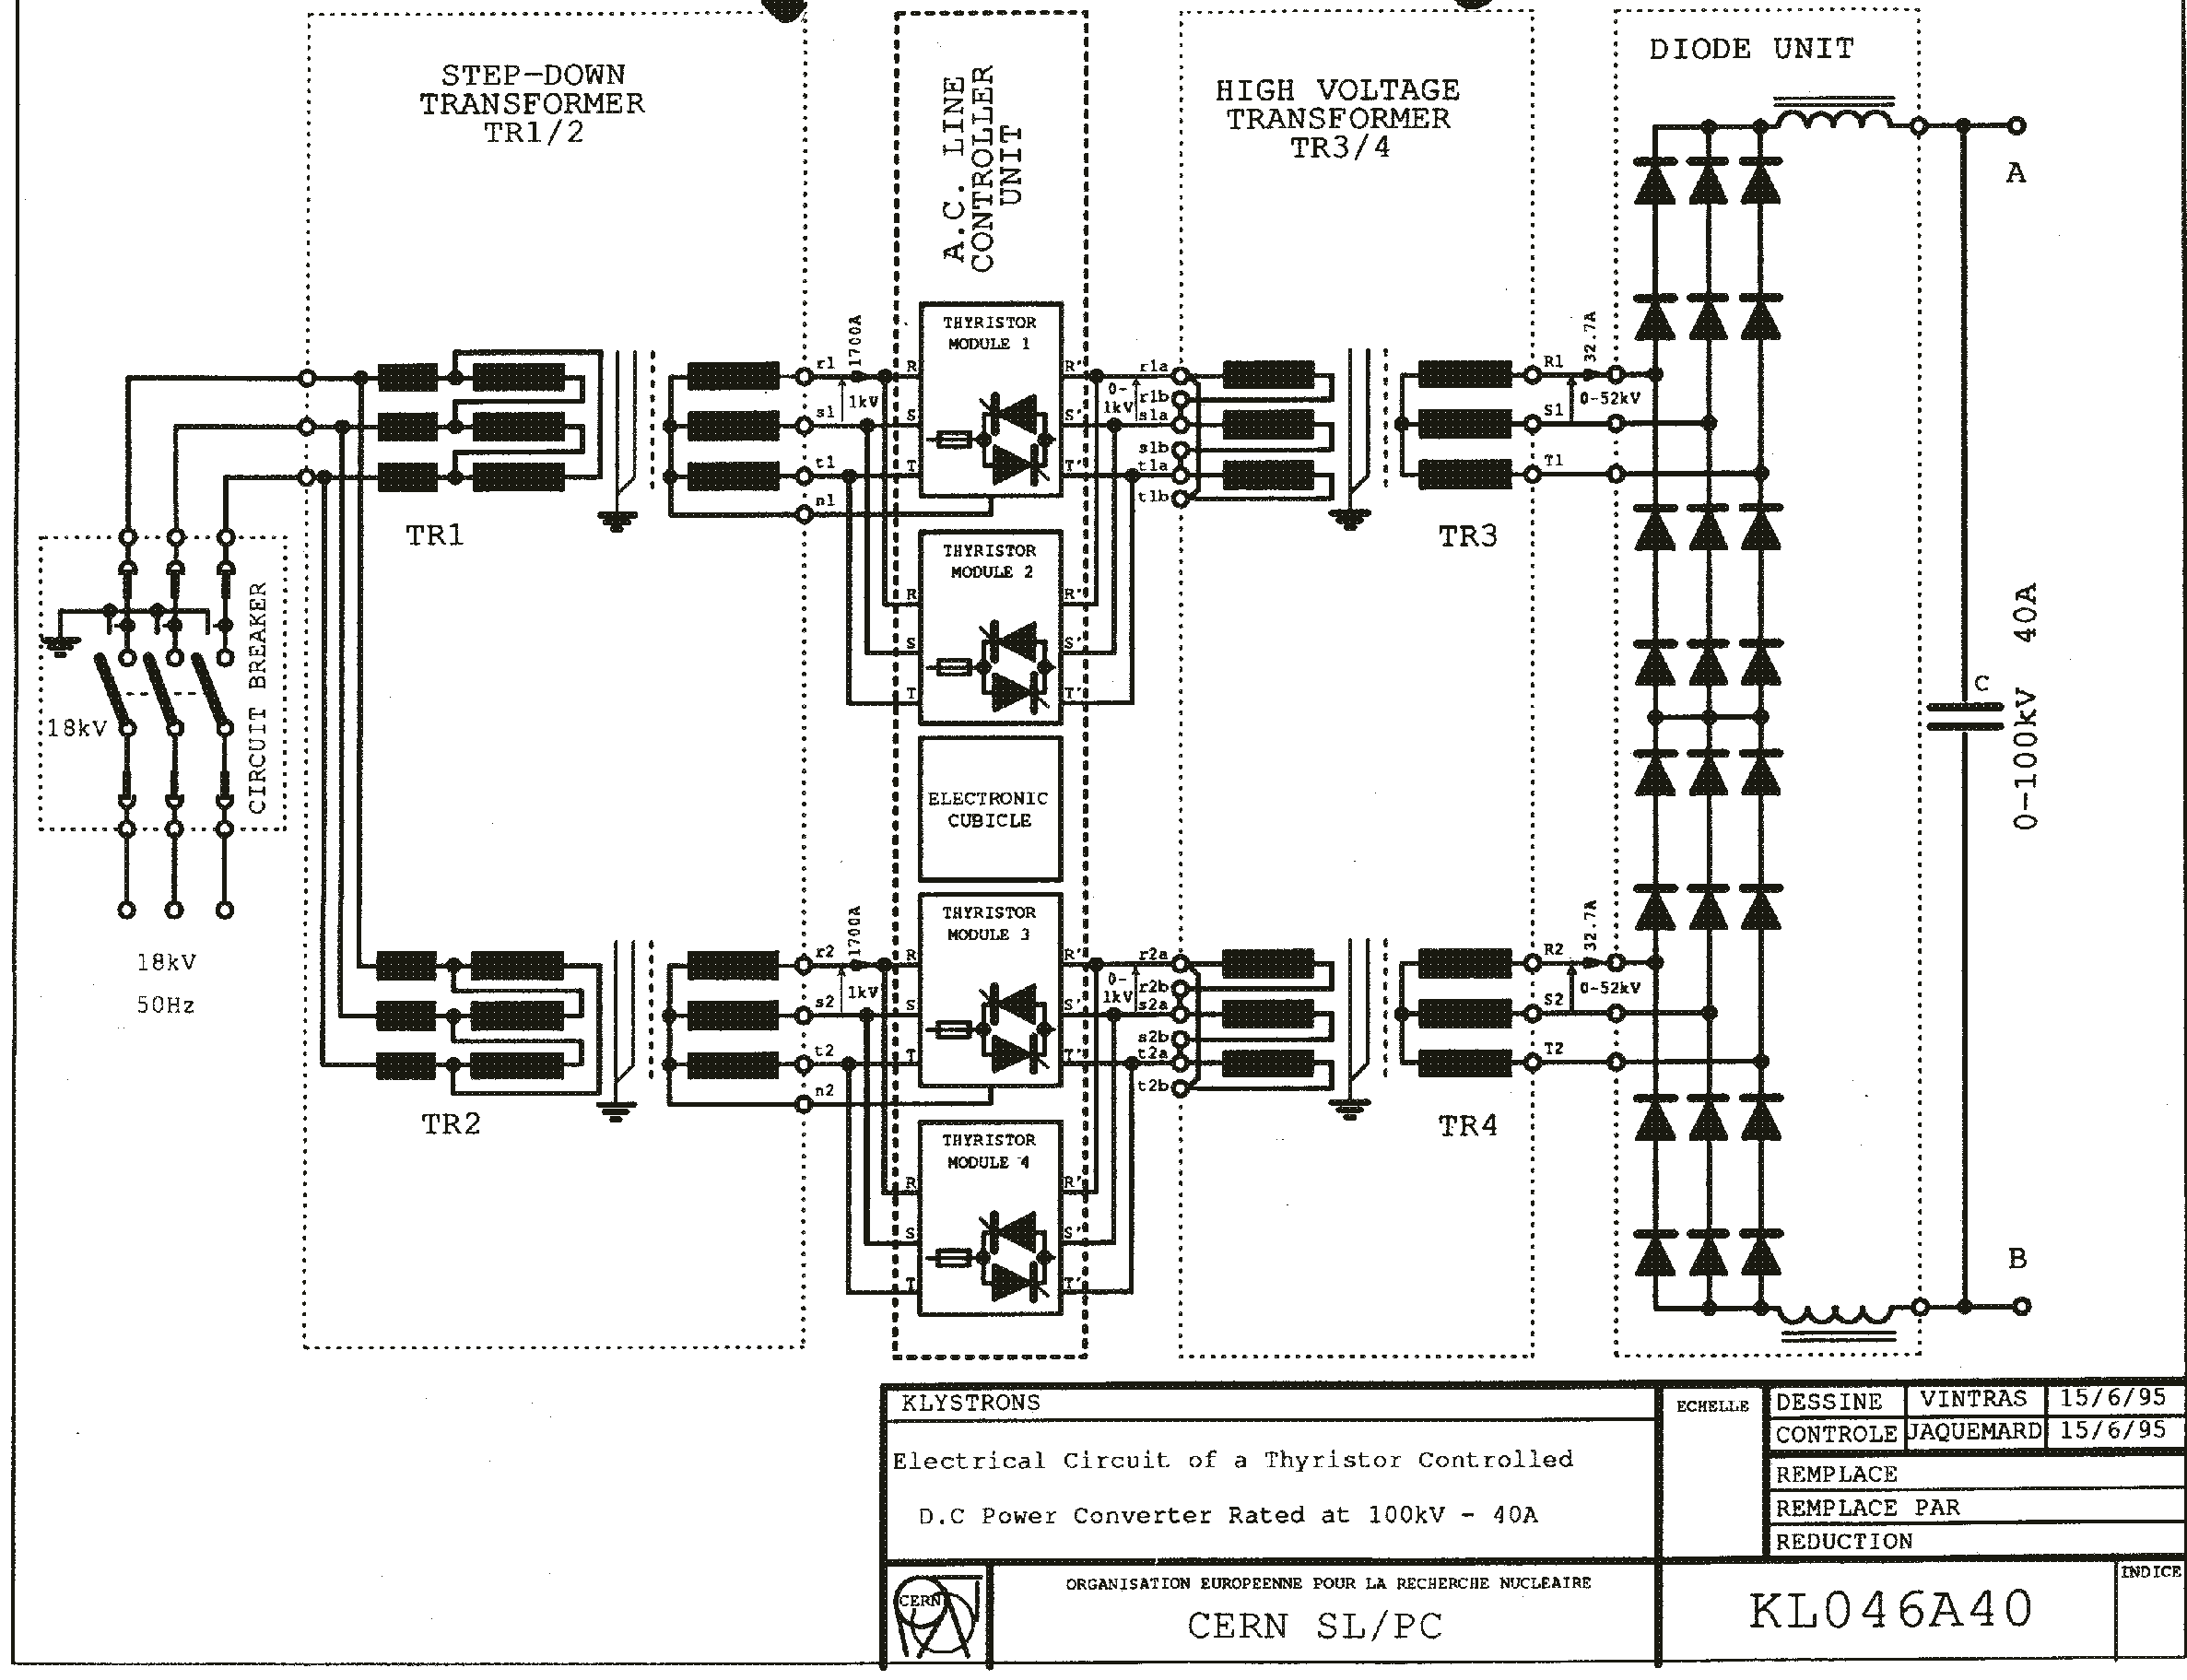 STEP-DOWN
TRANSFORMER
TR1/2
A.C. LINE
CONTROLLER
UNIT
HIGH VOLTAGE
TRANSFORMER
TR3/4
DIODE UNIT
A
THYRISTOR
MODULE 1
R
S
T
R'
S'
T'
r1
1700A
1kV
s1
t1
n1
r1a
0-
1kV
r1b
s1a
s1b
t1a
t1b
R1
32.7A
0-52kV
S1
T1
TR1
TR3
THYRISTOR
MODULE 2
R
S
T
R'
S'
T'
CIRCUIT BREAKER
18kV
ELECTRONIC
CUBICLE
C
0-100kV 40A
18kV
50Hz
THYRISTOR
MODULE 3
R
S
T
R'
S'
T'
r2
1700A
1kV
s2
t2
n2
r2a
0-
1kV
r2b
s2a
s2b
t2a
t2b
R2
32.7A
0-52kV
S2
T2
TR2
TR4
THYRISTOR
MODULE 4
R
S
T
R'
S'
T'
B
KLYSTRONS
Electrical Circuit of a Thyristor Controlled
D.C Power Converter Rated at 100kV - 40A
ECHELLE
DESSINE VINTRAS 15/6/95
CONTROLE JAQUEMARD 15/6/95
REMPLACE
REMPLACE PAR
REDUCTION
CERN
ORGANISATION EUROPEENNE POUR LA RECHERCHE NUCLEAIRE
CERN SL/PC
KL046A40
INDICE